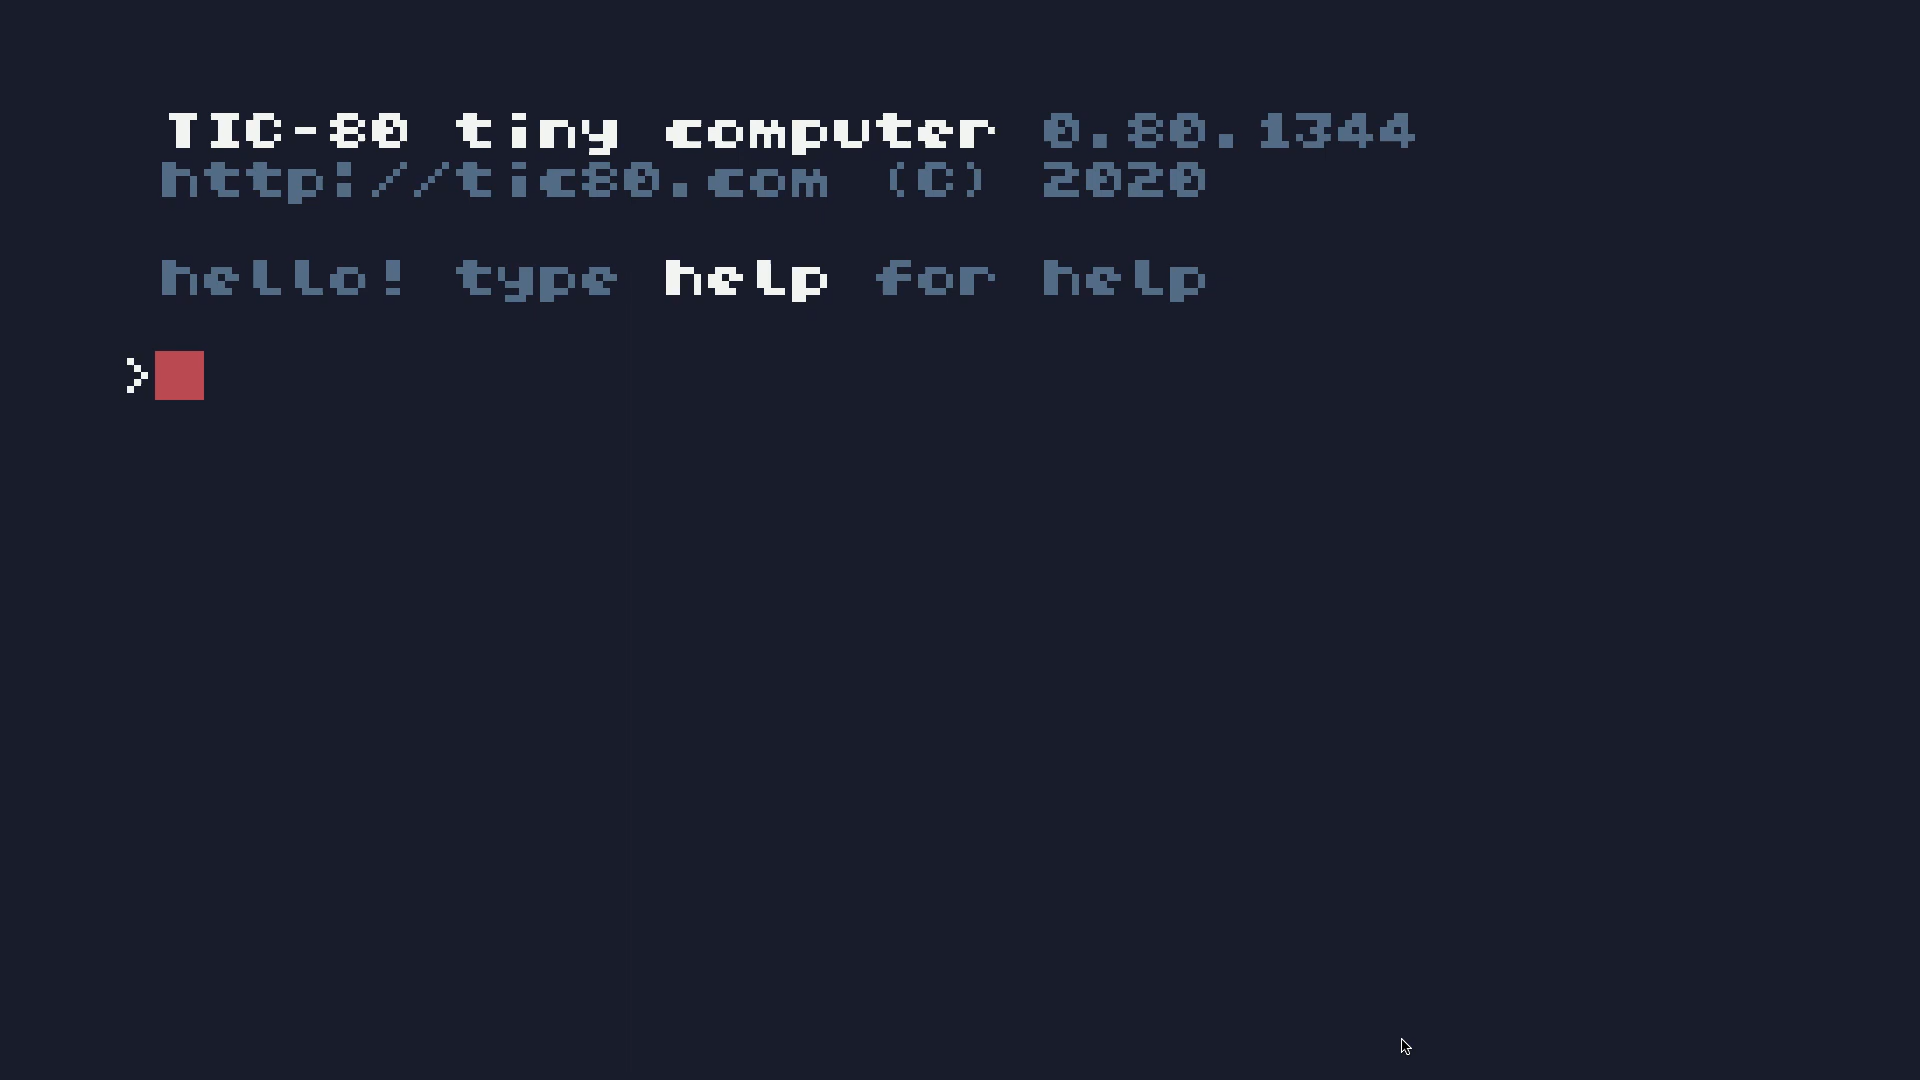 TIC-80 tiny computer 0.80.1344
http://tic80.com (C) 2020
hello! type help for help
>